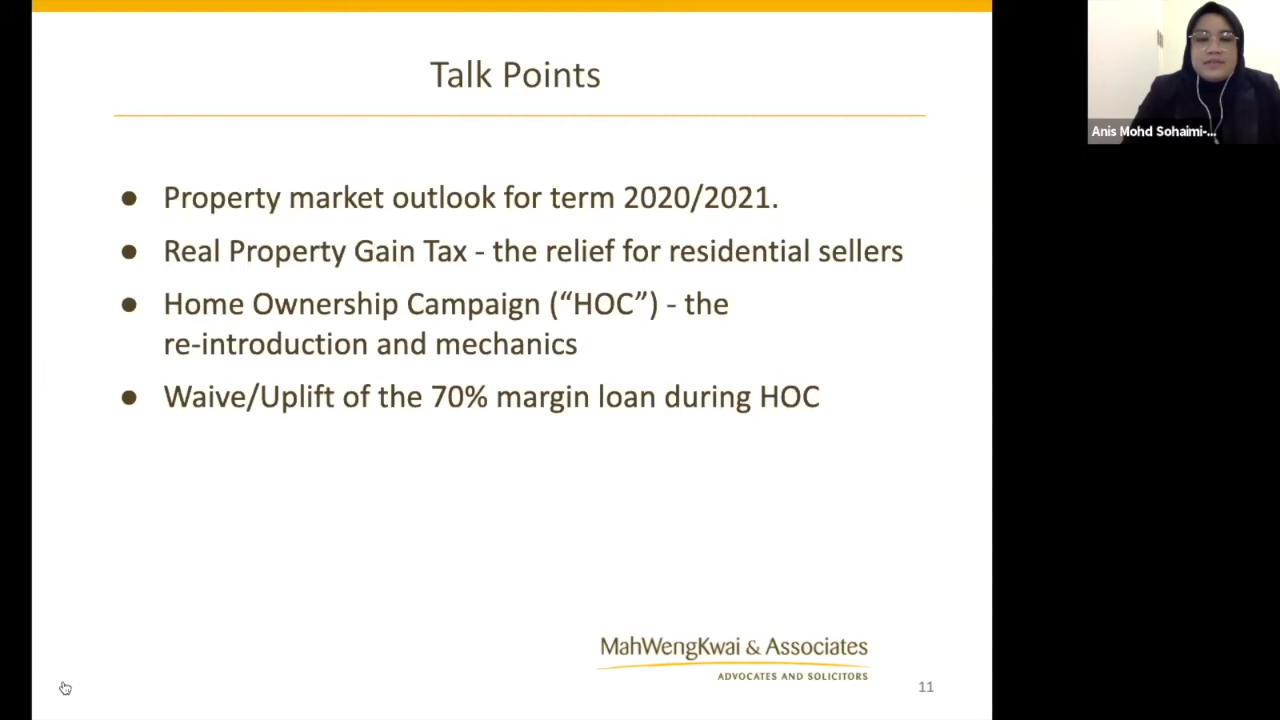 Talk Points
● Property market outlook for term 2020/2021.
● Real Property Gain Tax - the relief for residential sellers
● Home Ownership Campaign (“HOC”) - the
re-introduction and mechanics
● Waive/Uplift of the 70% margin loan during HOC
MahWengKwai & Associates
ADVOCATES AND SOLICITORS
11
Anis Mohd Sohaimi-...